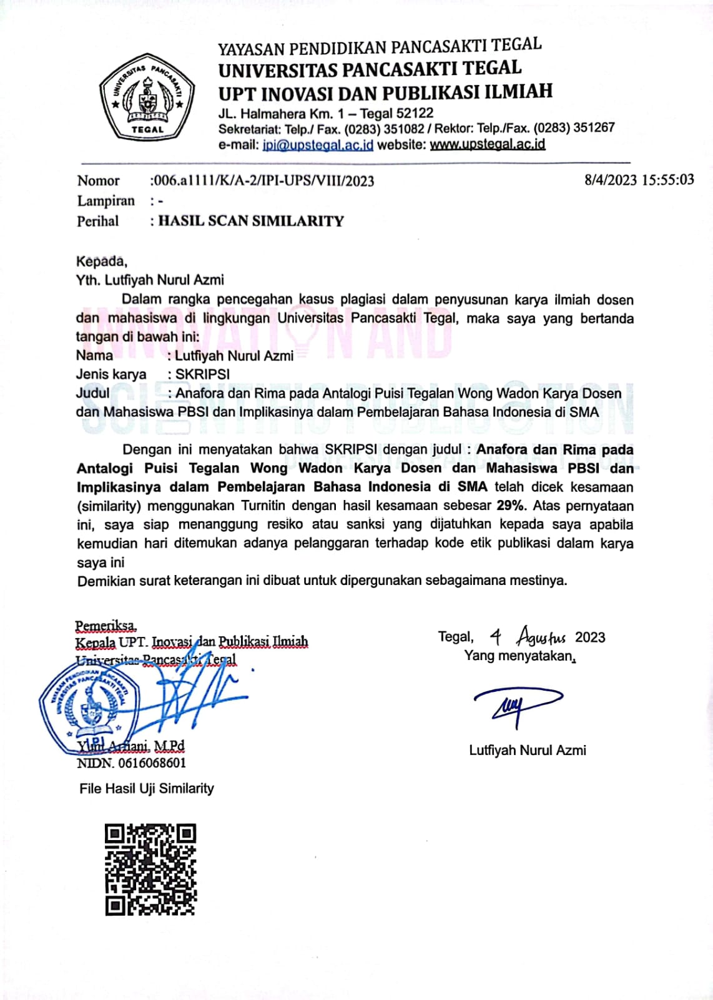 UNIVERSITAS PANCASAKTI
TEGAL
YAYASAN PENDIDIKAN PANCASAKTI TEGAL
UNIVERSITAS PANCASAKTI TEGAL
UPT INOVASI DAN PUBLIKASI ILMIAH
JL. Halmahera Km. 1 – Tegal 52122
Sekretariat: Telp./ Fax. (0283) 351082 / Rektor: Telp./Fax. (0283) 351267
e-mail: ipi@upstegal.ac.id website: www.upstegal.ac.id
Nomor :006.a1111/K/A-2/IPI-UPS/VIII/2023 8/4/2023 15:55:03
Lampiran : -
Perihal : HASIL SCAN SIMILARITY
Kepada,
Yth. Lutfiyah Nurul Azmi
Dalam rangka pencegahan kasus plagiasi dalam penyusunan karya ilmiah dosen
dan mahasiswa di lingkungan Universitas Pancasakti Tegal, maka saya yang bertanda
tangan di bawah ini:
Nama : Lutfiyah Nurul Azmi
Jenis karya : SKRIPSI
Judul : Anafora dan Rima pada Antalogi Puisi Tegalan Wong Wadon Karya Dosen
dan Mahasiswa PBSI dan Implikasinya dalam Pembelajaran Bahasa Indonesia di SMA
INNOVATION AND
SCIENTIFIC PUBLICATION
UNIVERSITAS PANCASAKTI TEGAL
Dengan ini menyatakan bahwa SKRIPSI dengan judul : Anafora dan Rima pada
Antalogi Puisi Tegalan Wong Wadon Karya Dosen dan Mahasiswa PBSI dan
Implikasinya dalam Pembelajaran Bahasa Indonesia di SMA telah dicek kesamaan
(similarity) menggunakan Turnitin dengan hasil kesamaan sebesar 29%. Atas pernyataan
ini, saya siap menanggung resiko atau sanksi yang dijatuhkan kepada saya apabila
kemudian hari ditemukan adanya pelanggaran terhadap kode etik publikasi dalam karya
saya ini
Demikian surat keterangan ini dibuat untuk dipergunakan sebagaimana mestinya.
Pemeriksa,
Kepala UPT. Inovasi dan Publikasi Ilmiah
Universitas Pancasakti Tegal
YAYASAN PENDIDIKAN PANCASAKTI
UNIVERSITAS PANCASAKTI TEGAL
IPI
Yuni Arfiani, M.Pd
NIDN. 0616068601
File Hasil Uji Similarity
Tegal, 4 Agustus 2023
Yang menyatakan,
Lutfiyah Nurul Azmi